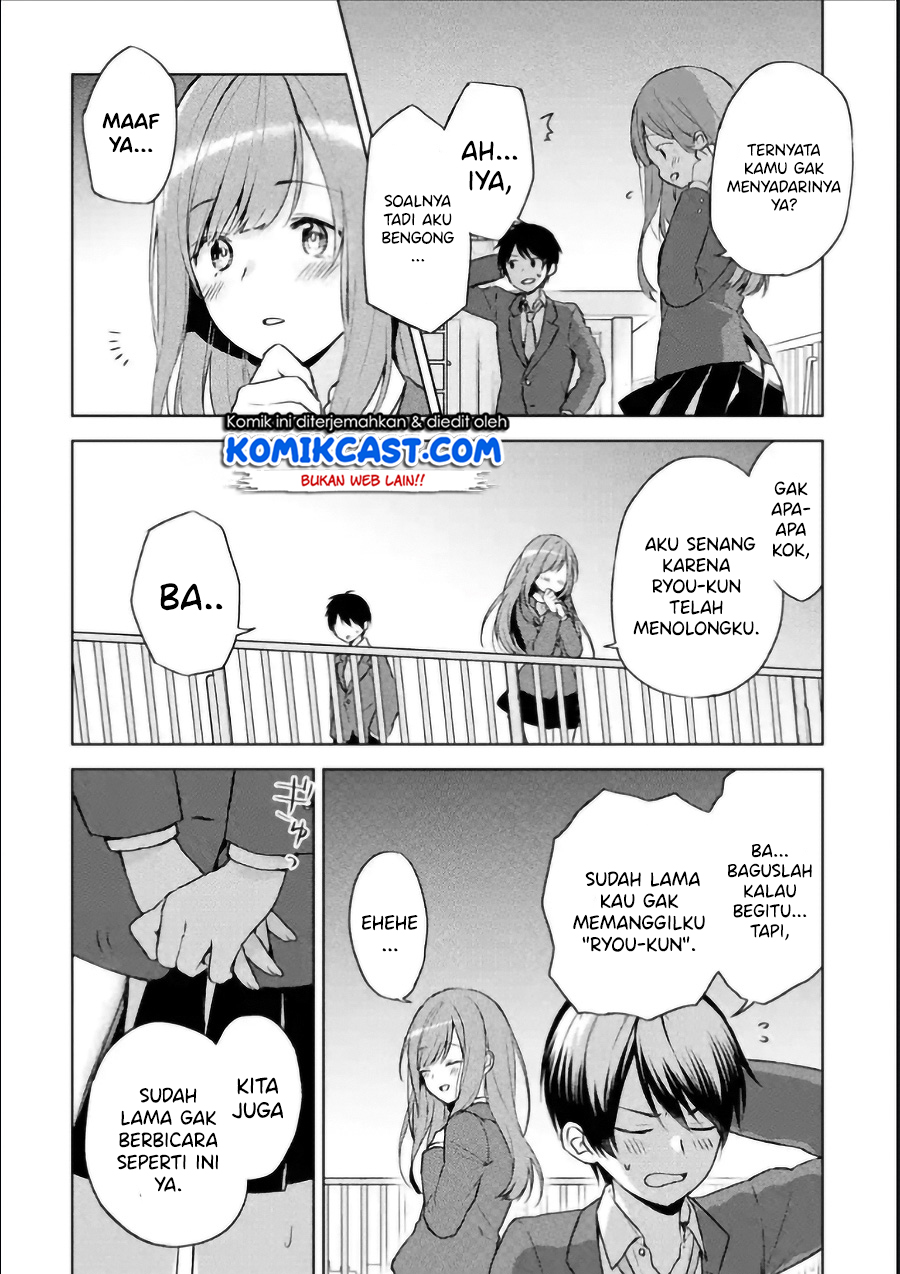 TERNYATA
KAMU GAK
MENYADARINYA
YA?
AH...
IYA,
SOALNYA
TADI AKU
BENGONG
...
MAAF
YA...
Komik ini diterjemahkan & diedit oleh
KOMIKCAST.COM
BUKAN WEB LAIN!!
GAK
APA-
APA
KOK,
AKU SENANG
KARENA
RYOU-KUN
TELAH
MENOLONGKU.
BA..
BA...
BAGUSLAH
KALAU
BEGITU...
TAPI,
SUDAH LAMA
KAU GAK
MEMANGGILKU
"RYOU-KUN".
EHEHE
...
ギュ
KITA
JUGA
SUDAH
LAMA GAK
BERBICARA
SEPERTI INI
YA.